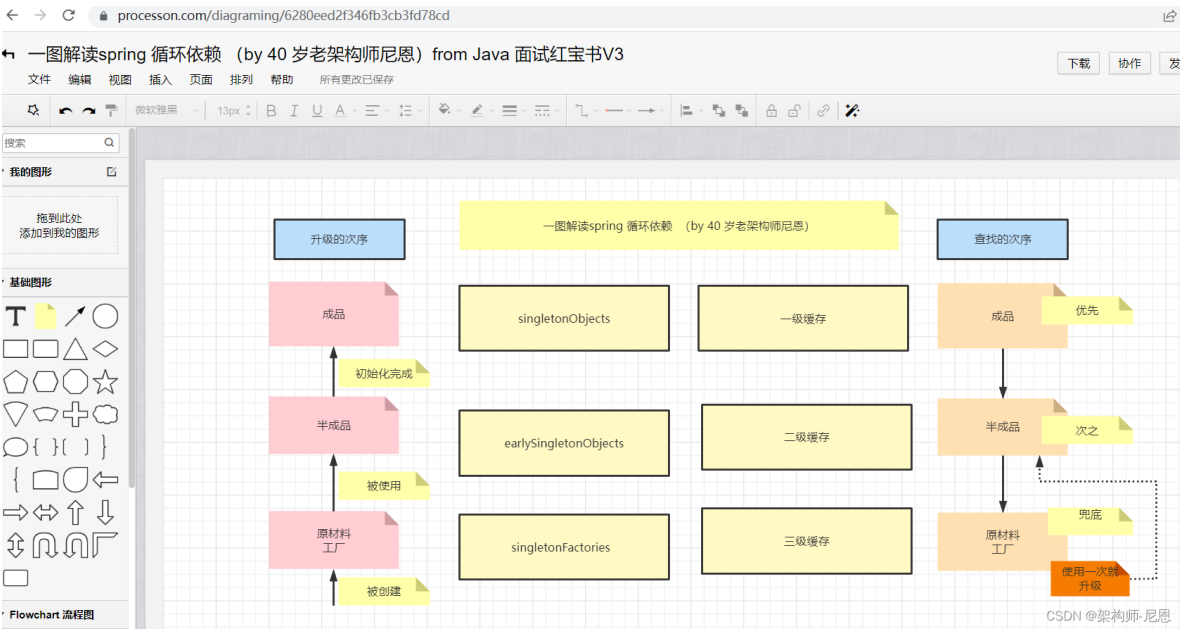 processon.com/diagraming/6280eed2f346fb3cb3fd78cd
一图解读spring 循环依赖 （by 40 岁老架构师尼恩）from Java 面试红宝书V3
文件 编辑 视图 插入 页面 排列 帮助 所有更改已保存
下载 协作 发
微软雅黑 13px B I U A
搜索
我的图形
拖到此处
添加到我的图形
基础图形
T
Flowchart 流程图
升级的次序
一图解读spring 循环依赖 （by 40 岁老架构师尼恩）
查找的次序
成品
singletonObjects
一级缓存
成品
优先
初始化完成
半成品
earlySingletonObjects
二级缓存
半成品
次之
被使用
原材料
工厂
singletonFactories
三级缓存
原材料
工厂
兜底
使用一次就
升级
被创建
CSDN @架构师-尼恩